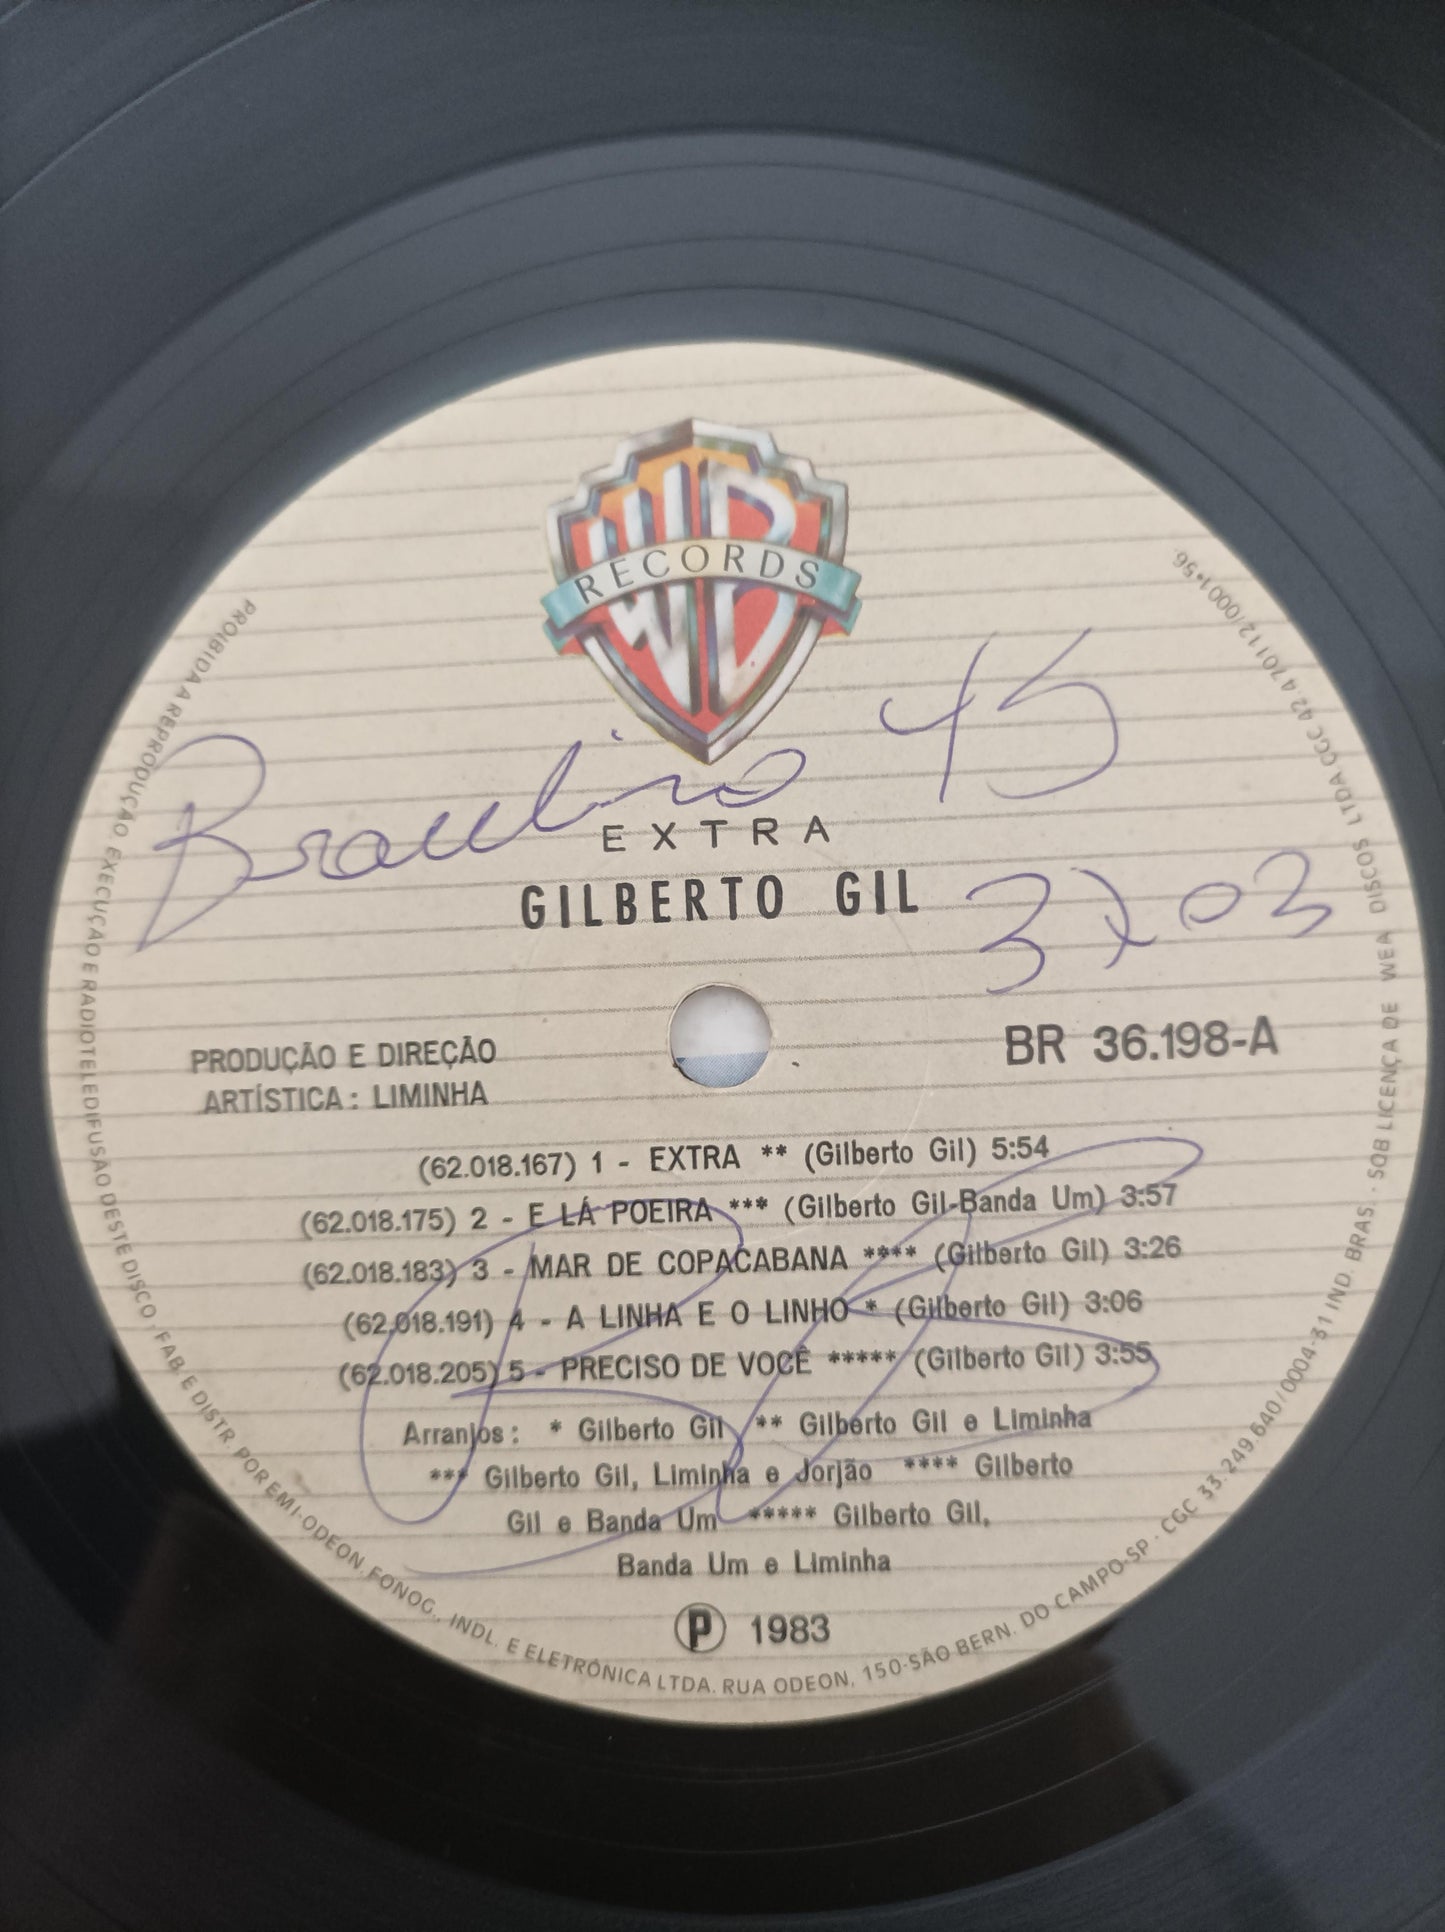 WB
RECORDS
Braulino 45
EXTRA
GILBERTO GIL
37 03
PRODUÇÃO E DIREÇÃO
ARTÍSTICA: LIMINHA
BR 36.198-A
(62.018.167) 1 - EXTRA ** (Gilberto Gil) 5:54
(62.018.175) 2 - E LÁ POEIRA *** (Gilberto Gil-Banda Um) 3:57
(62.018.183) 3 - MAR DE COPACABANA **** (Gilberto Gil) 3:26
(62.018.191) 4 - A LINHA E O LINHO * (Gilberto Gil) 3:06
(62.018.205) 5 - PRECISO DE VOCÊ ***** (Gilberto Gil) 3:55
Arranjos: * Gilberto Gil ** Gilberto Gil e Liminha
*** Gilberto Gil, Liminha e Jorjão **** Gilberto
Gil e Banda Um ***** Gilberto Gil,
Banda Um e Liminha
Ⓟ 1983
PROIBIDA A REPRODUÇÃO, EXECUÇÃO E RADIOTELEDIFUSÃO DESTE DISCO · FAB. E DISTR. POR EMI-ODEON, FONOG., INDL. E ELETRÔNICA LTDA. RUA ODEON, 150-SÃO BERN. DO CAMPO-SP · CGC 33.249.640/0004-31 IND. BRAS. · SOB LICENÇA DE WEA DISCOS LTDA CGC 42.470112/0001-56.